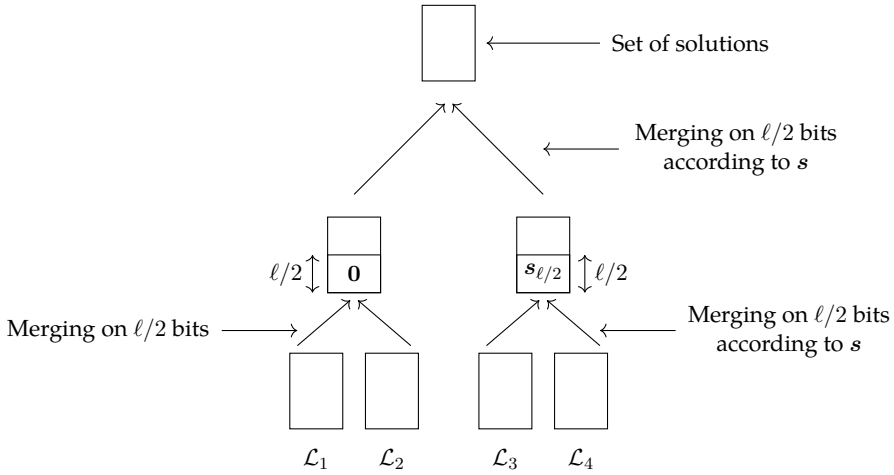 Set of solutions
Merging on ℓ/2 bits
according to s
ℓ/2
0
s_{ℓ/2}
ℓ/2
Merging on ℓ/2 bits
Merging on ℓ/2 bits
according to s
ℒ₁
ℒ₂
ℒ₃
ℒ₄